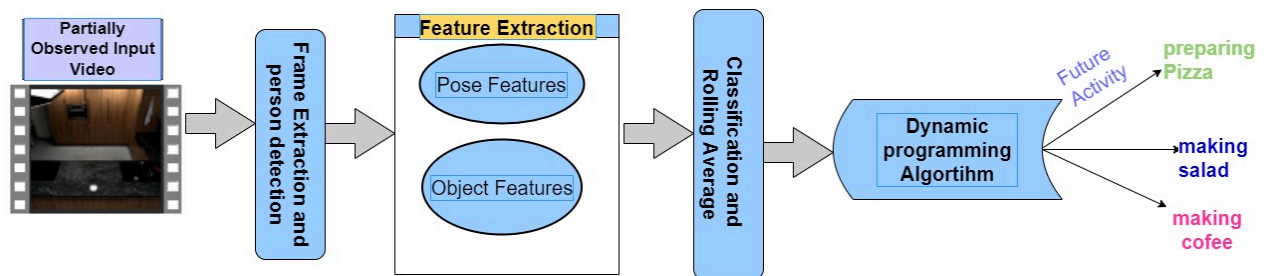 Partially
Observed Input
Video
Frame Extraction and
person detection
Feature Extraction
Pose Features
Object Features
Classification and
Rolling Average
Dynamic
programming
Algortihm
Future
Activity
preparing
Pizza
making
salad
making
cofee